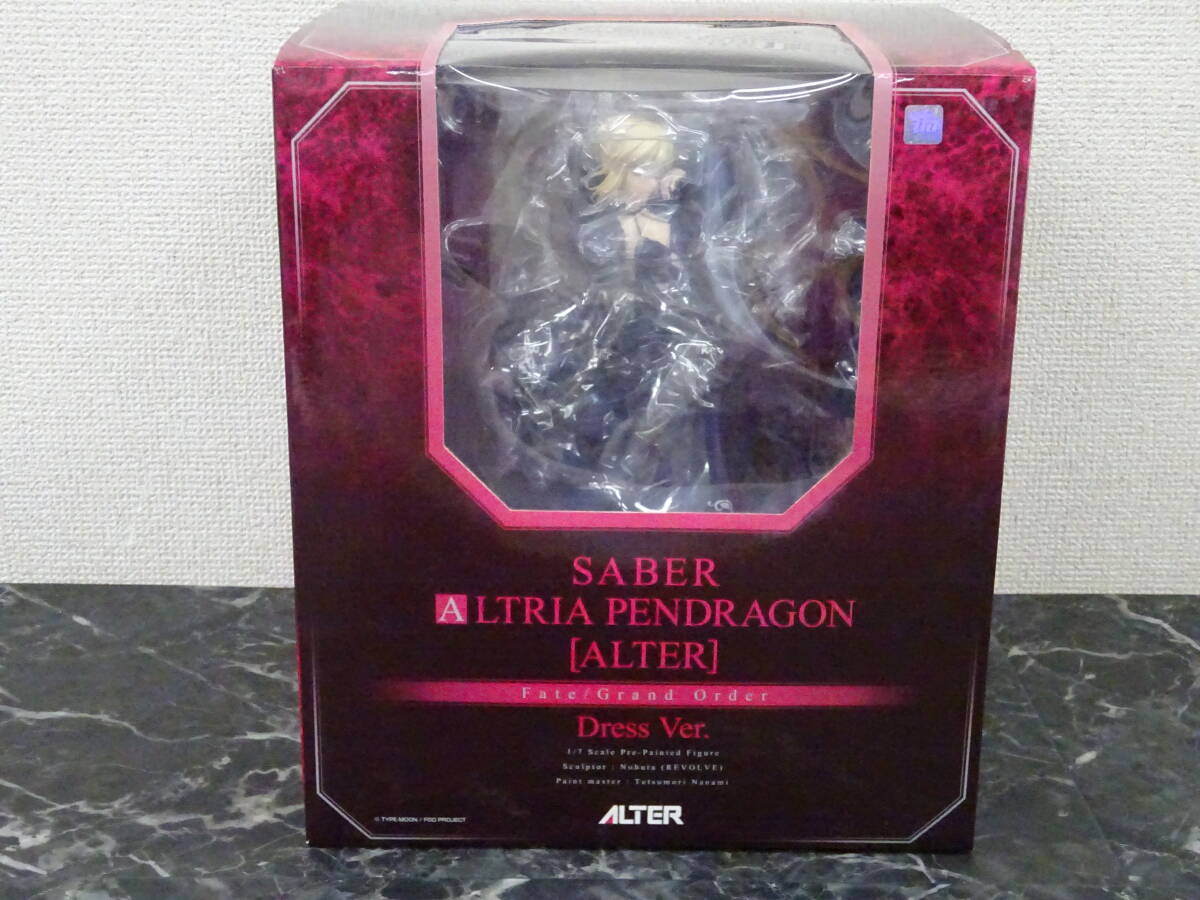 SABER
ALTRIA PENDRAGON
[ALTER]
Fate/Grand Order
Dress Ver.
1/7 Scale Pre-Painted Figure
Sculptor : Nobuta (REVOLVE)
Paint master : Tetsumori Nanami
ALTER
© TYPE-MOON / FGO PROJECT